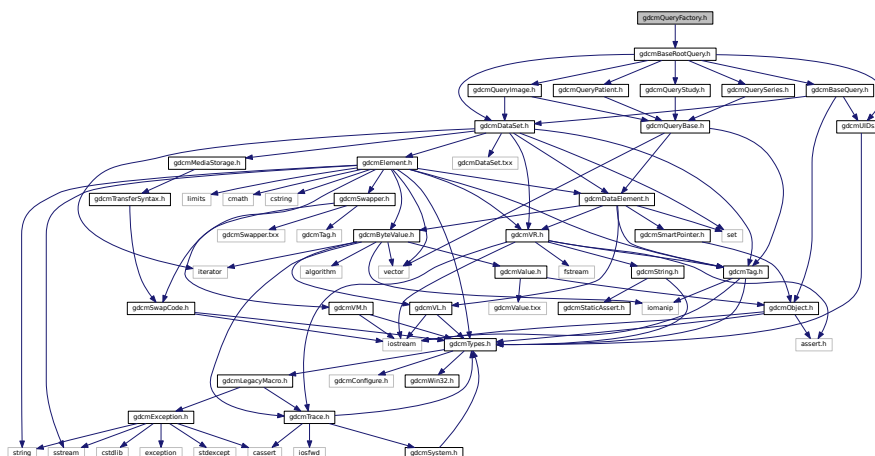 gdcmQueryFactory.h
gdcmBaseRootQuery.h
gdcmQueryImage.h
gdcmQueryPatient.h
gdcmQueryStudy.h
gdcmQuerySeries.h
gdcmBaseQuery.h
gdcmDataSet.h
gdcmQueryBase.h
gdcmUIDs
gdcmMediaStorage.h
gdcmElement.h
gdcmDataSet.txx
gdcmTransferSyntax.h
limits
cmath
cstring
gdcmSwapper.h
gdcmDataElement.h
gdcmSwapper.txx
gdcmTag.h
gdcmByteValue.h
gdcmVR.h
gdcmSmartPointer.h
set
iterator
algorithm
vector
gdcmValue.h
fstream
gdcmString.h
gdcmTag.h
gdcmSwapCode.h
gdcmVM.h
gdcmVL.h
gdcmValue.txx
gdcmStaticAssert.h
iomanip
gdcmObject.h
iostream
gdcmTypes.h
assert.h
gdcmLegacyMacro.h
gdcmConfigure.h
gdcmWin32.h
gdcmException.h
gdcmTrace.h
string
sstream
cstdlib
exception
stdexcept
cassert
iosfwd
gdcmSystem.h